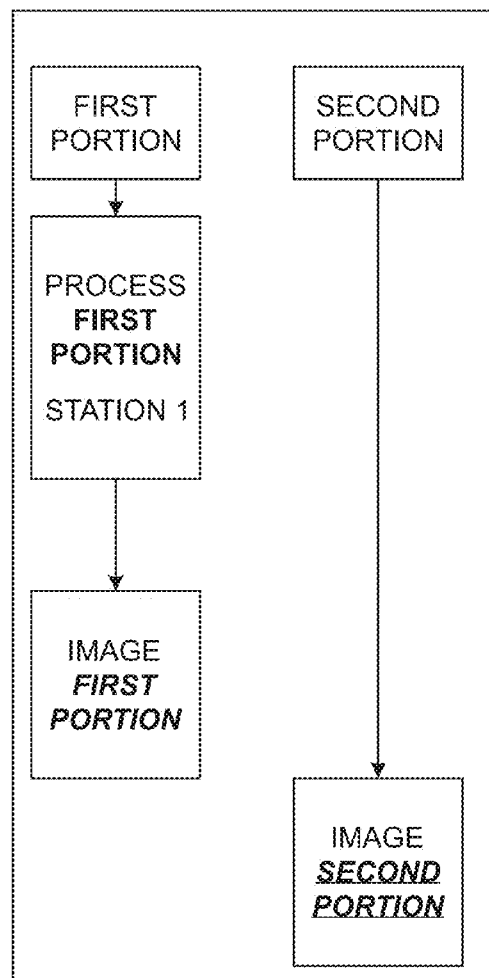 FIRST
PORTION
SECOND
PORTION
PROCESS
FIRST
PORTION
STATION 1
IMAGE
FIRST
PORTION
IMAGE
SECOND
PORTION